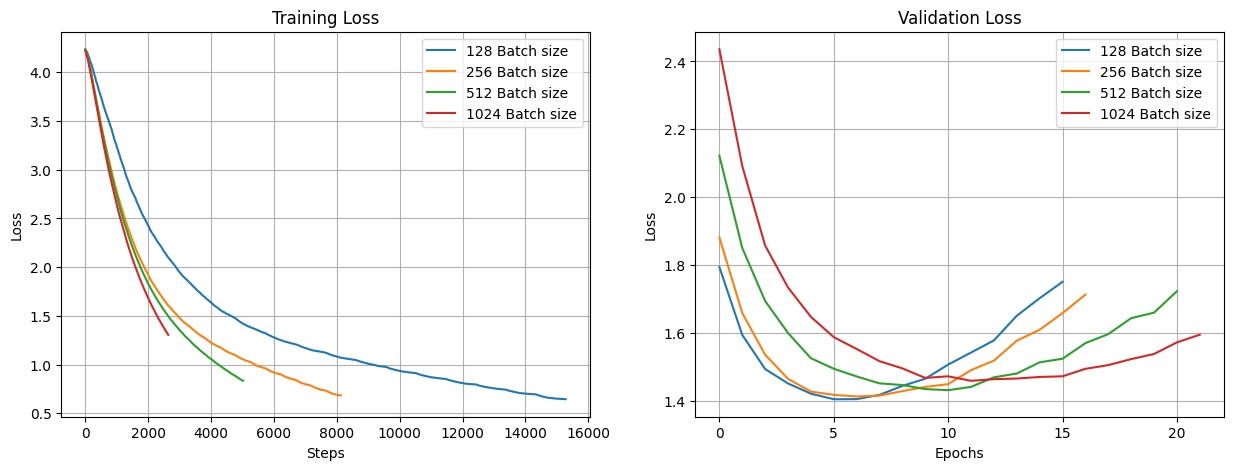 Training Loss
Loss
4.0
3.5
3.0
2.5
2.0
1.5
1.0
0.5
0
2000
4000
6000
8000
10000
12000
14000
16000
Steps
128 Batch size
256 Batch size
512 Batch size
1024 Batch size
Validation Loss
Loss
2.4
2.2
2.0
1.8
1.6
1.4
0
5
10
15
20
Epochs
128 Batch size
256 Batch size
512 Batch size
1024 Batch size